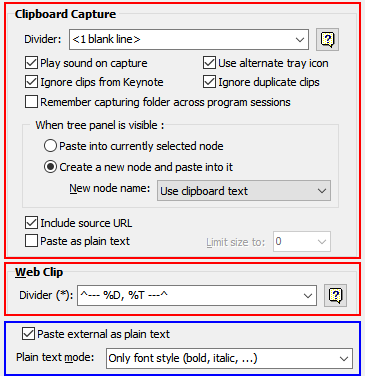 Clipboard Capture
Divider: <1 blank line>
Play sound on capture Use alternate tray icon
Ignore clips from Keynote Ignore duplicate clips
Remember capturing folder across program sessions
When tree panel is visible :
Paste into currently selected node
Create a new node and paste into it
New node name: Use clipboard text
Include source URL
Paste as plain text Limit size to: 0
Web Clip
Divider (*): ^--- %D, %T ---^
Paste external as plain text
Plain text mode: Only font style (bold, italic, ...)